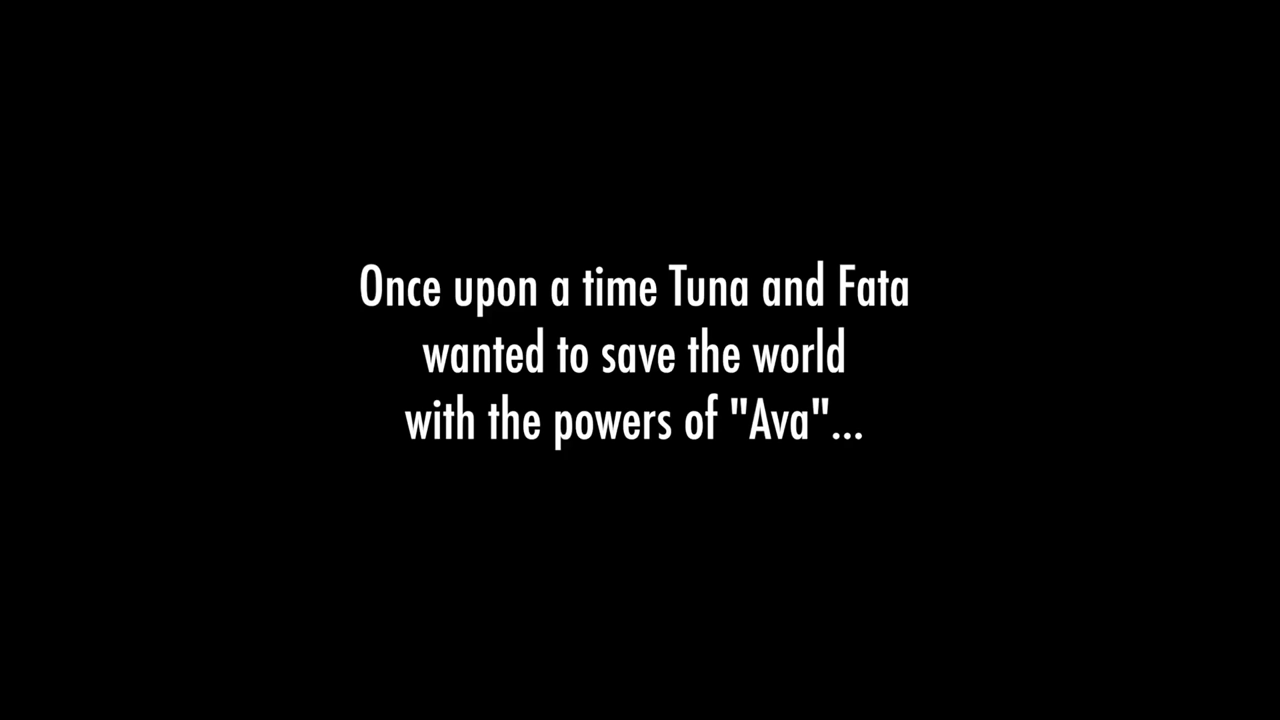 Once upon a time Tuna and Fata
wanted to save the world
with the powers of "Ava"...